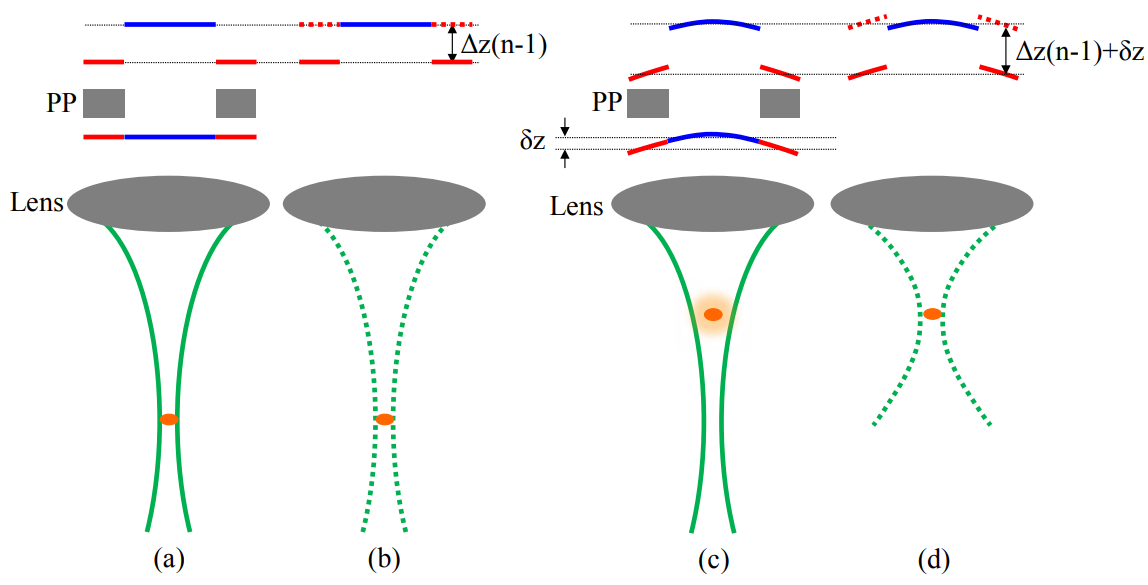 Δz(n-1)
Δz(n-1)+δz
PP
PP
δz
Lens
Lens
(a)
(b)
(c)
(d)